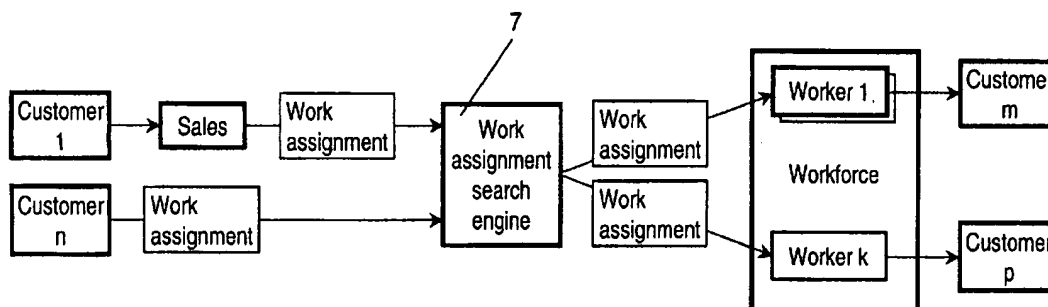 7
Customer
1
Sales
Work
assignment
Customer
n
Work
assignment
Work
assignment
search
engine
Work
assignment
Work
assignment
Worker 1.
Workforce
Worker k
Customer
m
Customer
p